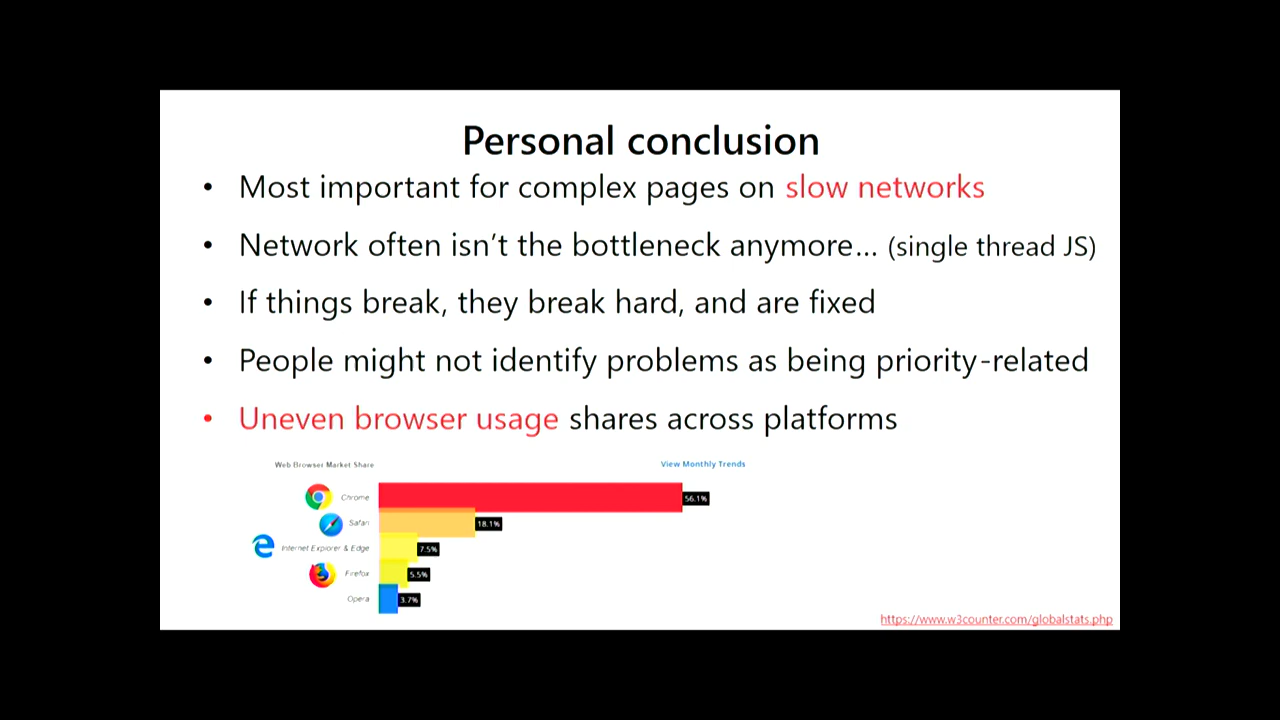 Personal conclusion
• Most important for complex pages on slow networks
• Network often isn’t the bottleneck anymore... (single thread JS)
• If things break, they break hard, and are fixed
• People might not identify problems as being priority-related
• Uneven browser usage shares across platforms
Web Browser Market Share View Monthly Trends
Chrome 56.1%
Safari 18.1%
Internet Explorer & Edge 7.5%
Firefox 5.5%
Opera 3.7%
https://www.w3counter.com/globalstats.php